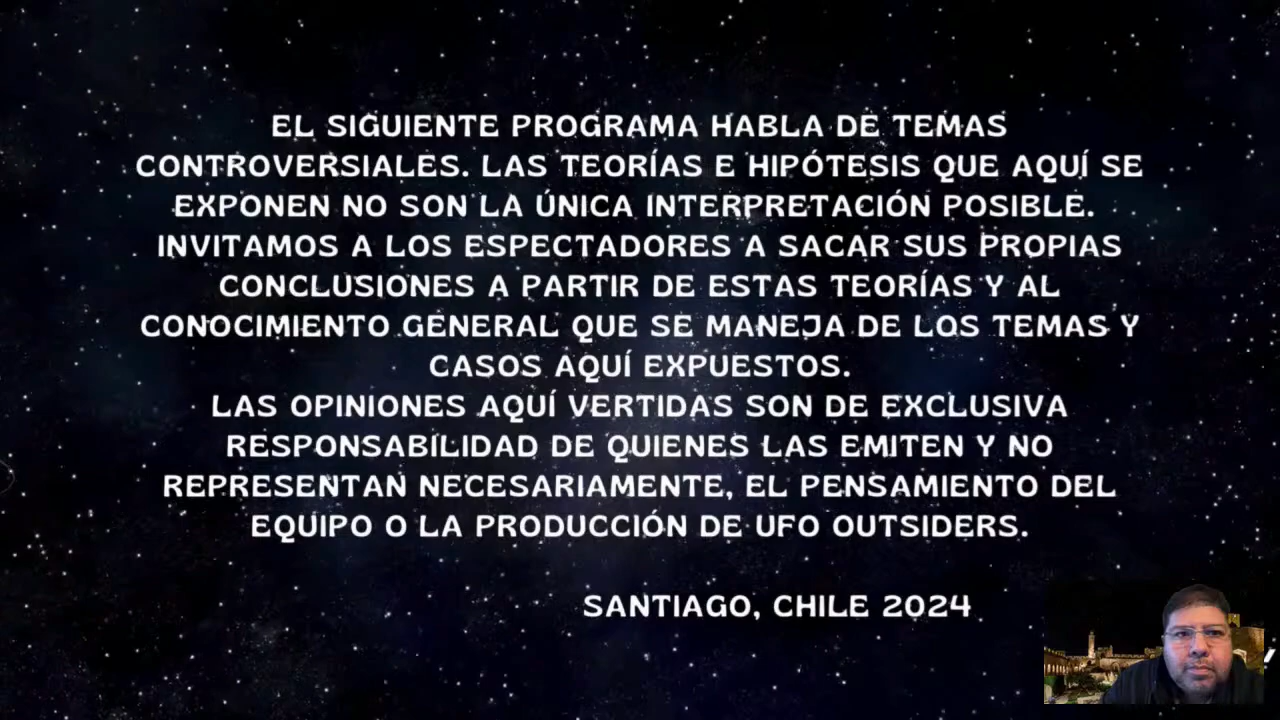 EL SIGUIENTE PROGRAMA HABLA DE TEMAS
CONTROVERSIALES. LAS TEORÍAS E HIPÓTESIS QUE AQUÍ SE
EXPONEN NO SON LA ÚNICA INTERPRETACIÓN POSIBLE.
INVITAMOS A LOS ESPECTADORES A SACAR SUS PROPIAS
CONCLUSIONES A PARTIR DE ESTAS TEORÍAS Y AL
CONOCIMIENTO GENERAL QUE SE MANEJA DE LOS TEMAS Y
CASOS AQUÍ EXPUESTOS.
LAS OPINIONES AQUÍ VERTIDAS SON DE EXCLUSIVA
RESPONSABILIDAD DE QUIENES LAS EMITEN Y NO
REPRESENTAN NECESARIAMENTE, EL PENSAMIENTO DEL
EQUIPO O LA PRODUCCIÓN DE UFO OUTSIDERS.
SANTIAGO, CHILE 2024